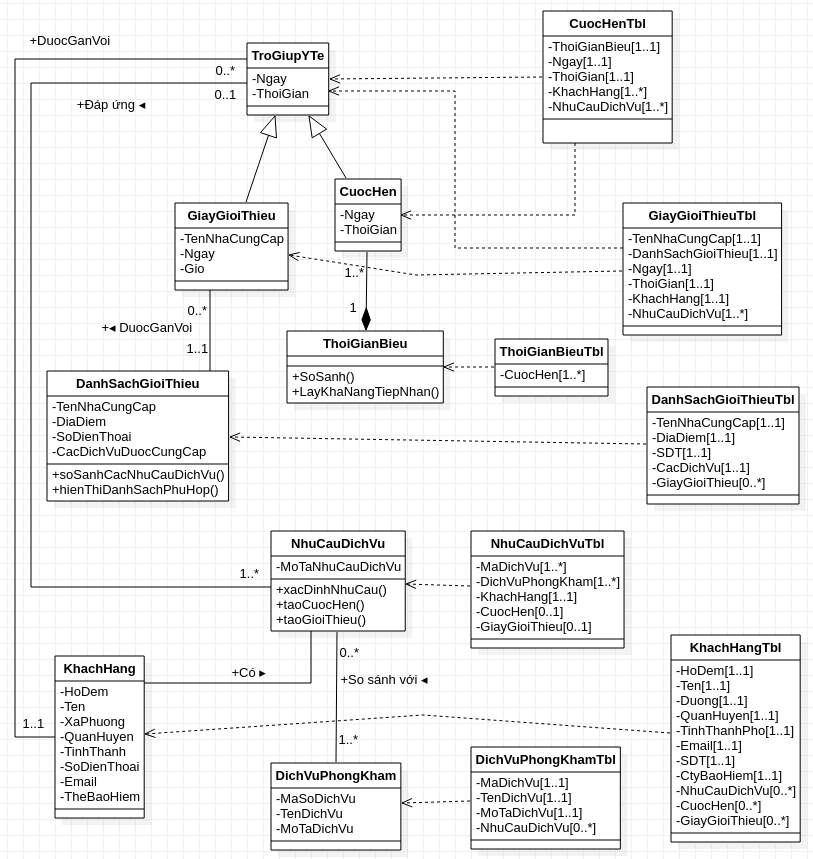 +DuocGanVoi
0..*
0..1
+Đáp ứng ◂
TroGiupYTe
-Ngay
-ThoiGian
CuocHenTbl
-ThoiGianBieu[1..1]
-Ngay[1..1]
-ThoiGian[1..1]
-KhachHang[1..*]
-NhuCauDichVu[1..*]
GiayGioiThieu
-TenNhaCungCap
-Ngay
-Gio
CuocHen
-Ngay
-ThoiGian
GiayGioiThieuTbl
-TenNhaCungCap[1..1]
-DanhSachGioiThieu[1..1]
-Ngay[1..1]
-ThoiGian[1..1]
-KhachHang[1..1]
-NhuCauDichVu[1..*]
1..*
1
0..*
+◂ DuocGanVoi
1..1
ThoiGianBieu
+SoSanh()
+LayKhaNangTiepNhan()
ThoiGianBieuTbl
-CuocHen[1..*]
DanhSachGioiThieu
-TenNhaCungCap
-DiaDiem
-SoDienThoai
-CacDichVuDuocCungCap
+soSanhCacNhuCauDichVu()
+hienThiDanhSachPhuHop()
DanhSachGioiThieuTbl
-TenNhaCungCap[1..1]
-DiaDiem[1..1]
-SDT[1..1]
-CacDichVu[1..1]
-GiayGioiThieu[0..*]
1..*
NhuCauDichVu
-MoTaNhuCauDichVu
+xacDinhNhuCau()
+taoCuocHen()
+taoGioiThieu()
NhuCauDichVuTbl
-MaDichVu[1..*]
-DichVuPhongKham[1..*]
-KhachHang[1..1]
-CuocHen[0..1]
-GiayGioiThieu[0..1]
KhachHang
-HoDem
-Ten
-XaPhuong
-QuanHuyen
-TinhThanh
-SoDienThoai
-Email
-TheBaoHiem
1..1
+Có ▸
0..*
+So sánh với ◂
1..*
KhachHangTbl
-HoDem[1..1]
-Ten[1..1]
-Duong[1..1]
-QuanHuyen[1..1]
-TinhThanhPho[1..1]
-Email[1..1]
-SDT[1..1]
-CtyBaoHiem[1..1]
-NhuCauDichVu[0..*]
-CuocHen[0..*]
-GiayGioiThieu[0..*]
DichVuPhongKham
-MaSoDichVu
-TenDichVu
-MoTaDichVu
DichVuPhongKhamTbl
-MaDichVu[1..1]
-TenDichVu[1..1]
-MoTaDichVu[1..1]
-NhuCauDichVu[0..*]